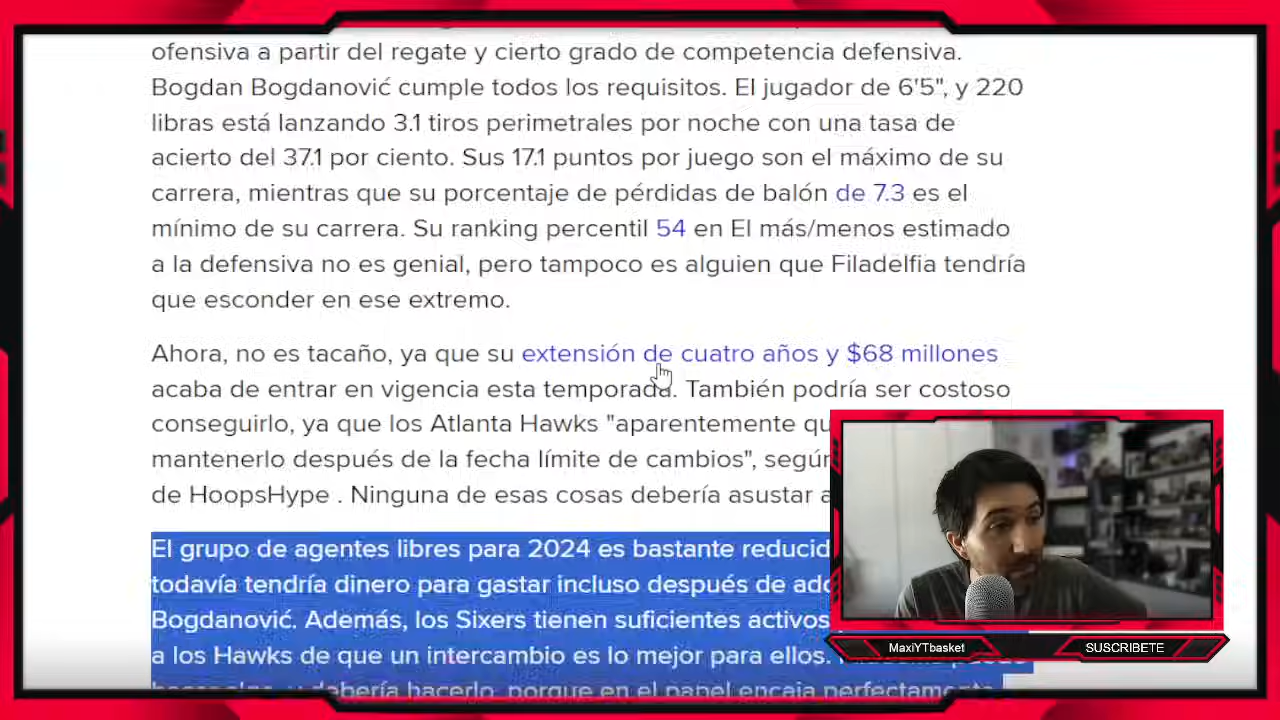 ofensiva a partir del regate y cierto grado de competencia defensiva.
Bogdan Bogdanović cumple todos los requisitos. El jugador de 6'5", y 220
libras está lanzando 3.1 tiros perimetrales por noche con una tasa de
acierto del 37.1 por ciento. Sus 17.1 puntos por juego son el máximo de su
carrera, mientras que su porcentaje de pérdidas de balón de 7.3 es el
mínimo de su carrera. Su ranking percentil 54 en El más/menos estimado
a la defensiva no es genial, pero tampoco es alguien que Filadelfia tendría
que esconder en ese extremo.
Ahora, no es tacaño, ya que su extensión de cuatro años y $68 millones
acaba de entrar en vigencia esta temporada. También podría ser costoso
conseguirlo, ya que los Atlanta Hawks "aparentemente
mantenerlo después de la fecha límite de cambios", según
de HoopsHype . Ninguna de esas cosas debería asustar
El grupo de agentes libres para 2024 es bastante
todavía tendría dinero para gastar incluso después de
Bogdanović. Además, los Sixers tienen suficientes activos
a los Hawks de que un intercambio es lo mejor para ellos.
debería hacerlo, porque en el papel encaja perfectamente
MaxiYTbasket
SUSCRIBETE